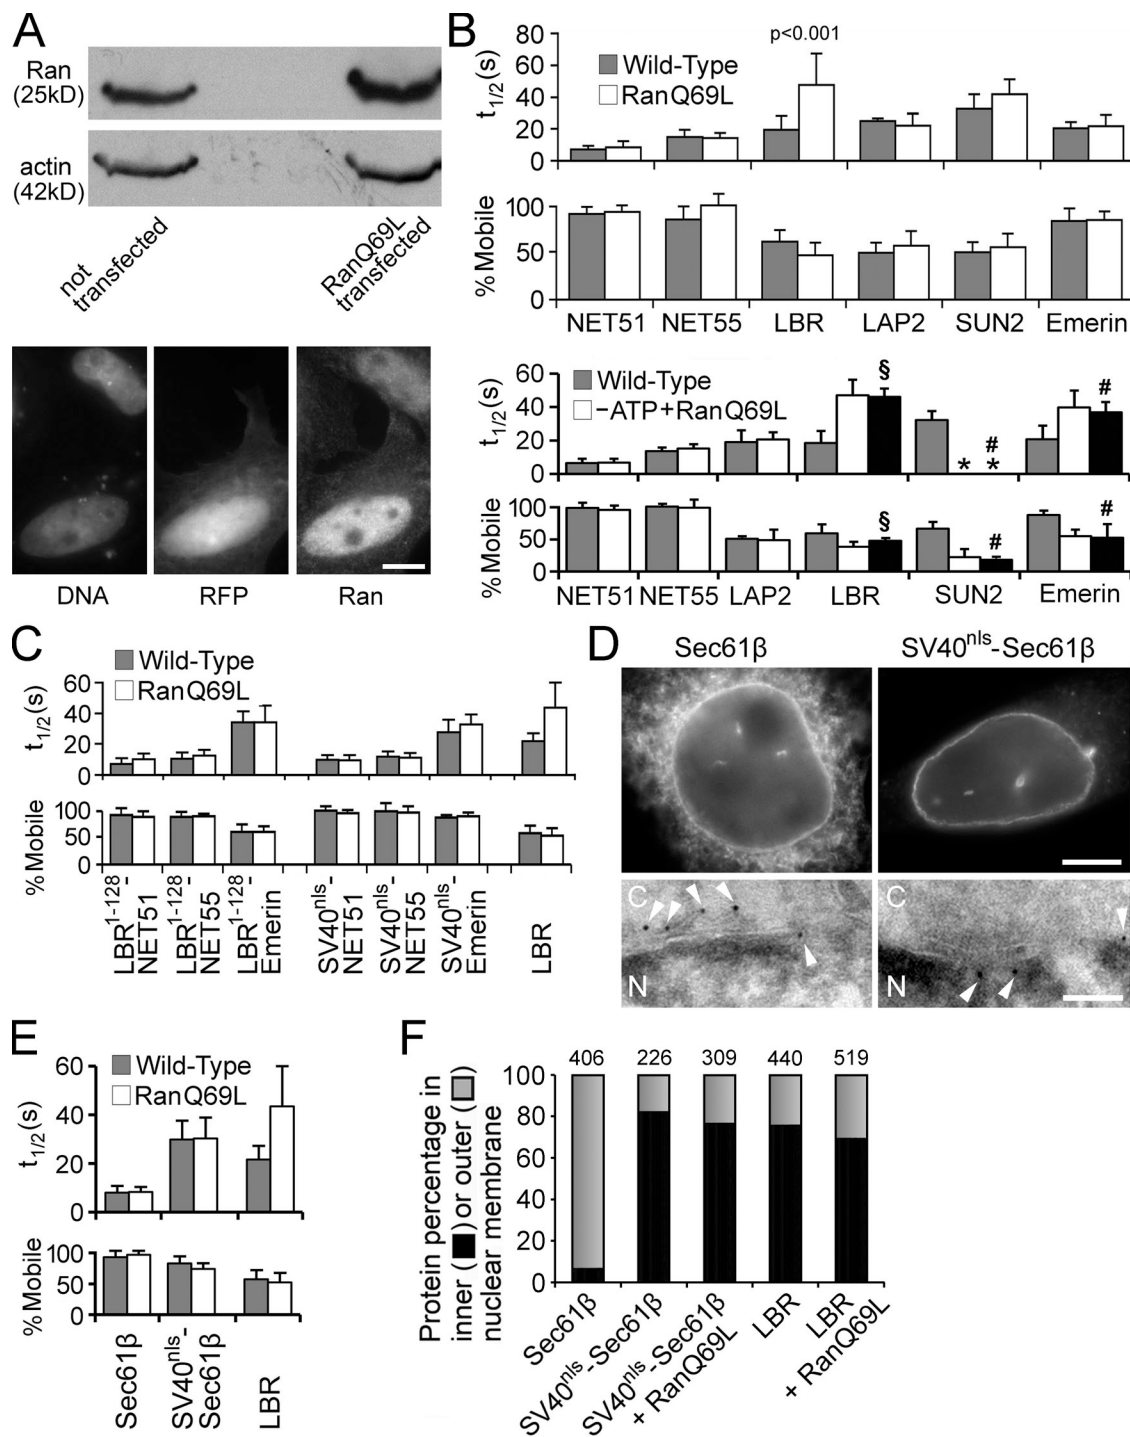 A
Ran
(25kD)
actin
(42kD)
not
transfected
RanQ69L
transfected
DNA
RFP
Ran
B
t1/2(s)
80
60
40
20
0
p<0.001
Wild-Type
RanQ69L
% Mobile
100
50
0
NET51
NET55
LBR
LAP2
SUN2
Emerin
t1/2(s)
60
40
20
0
Wild-Type
−ATP+RanQ69L
§
#
* *
#
% Mobile
100
50
0
§
#
#
NET51
NET55
LAP2
LBR
SUN2
Emerin
C
Wild-Type
RanQ69L
t1/2(s)
60
40
20
0
% Mobile
100
50
0
LBR1-128-
NET51
LBR1-128-
NET55
LBR1-128-
Emerin
SV40nls-
NET51
SV40nls-
NET55
SV40nls-
Emerin
LBR
D
Sec61β
SV40nls-Sec61β
C
N
C
N
E
Wild-Type
RanQ69L
t1/2(s)
60
40
20
0
% Mobile
100
50
0
Sec61β
SV40nls-
Sec61β
LBR
F
Protein percentage in
inner ( ) or outer ( )
nuclear membrane
406
226
309
440
519
100
80
60
40
20
0
Sec61β
SV40nls-Sec61β
SV40nls-Sec61β
+ RanQ69L
LBR
LBR
+ RanQ69L